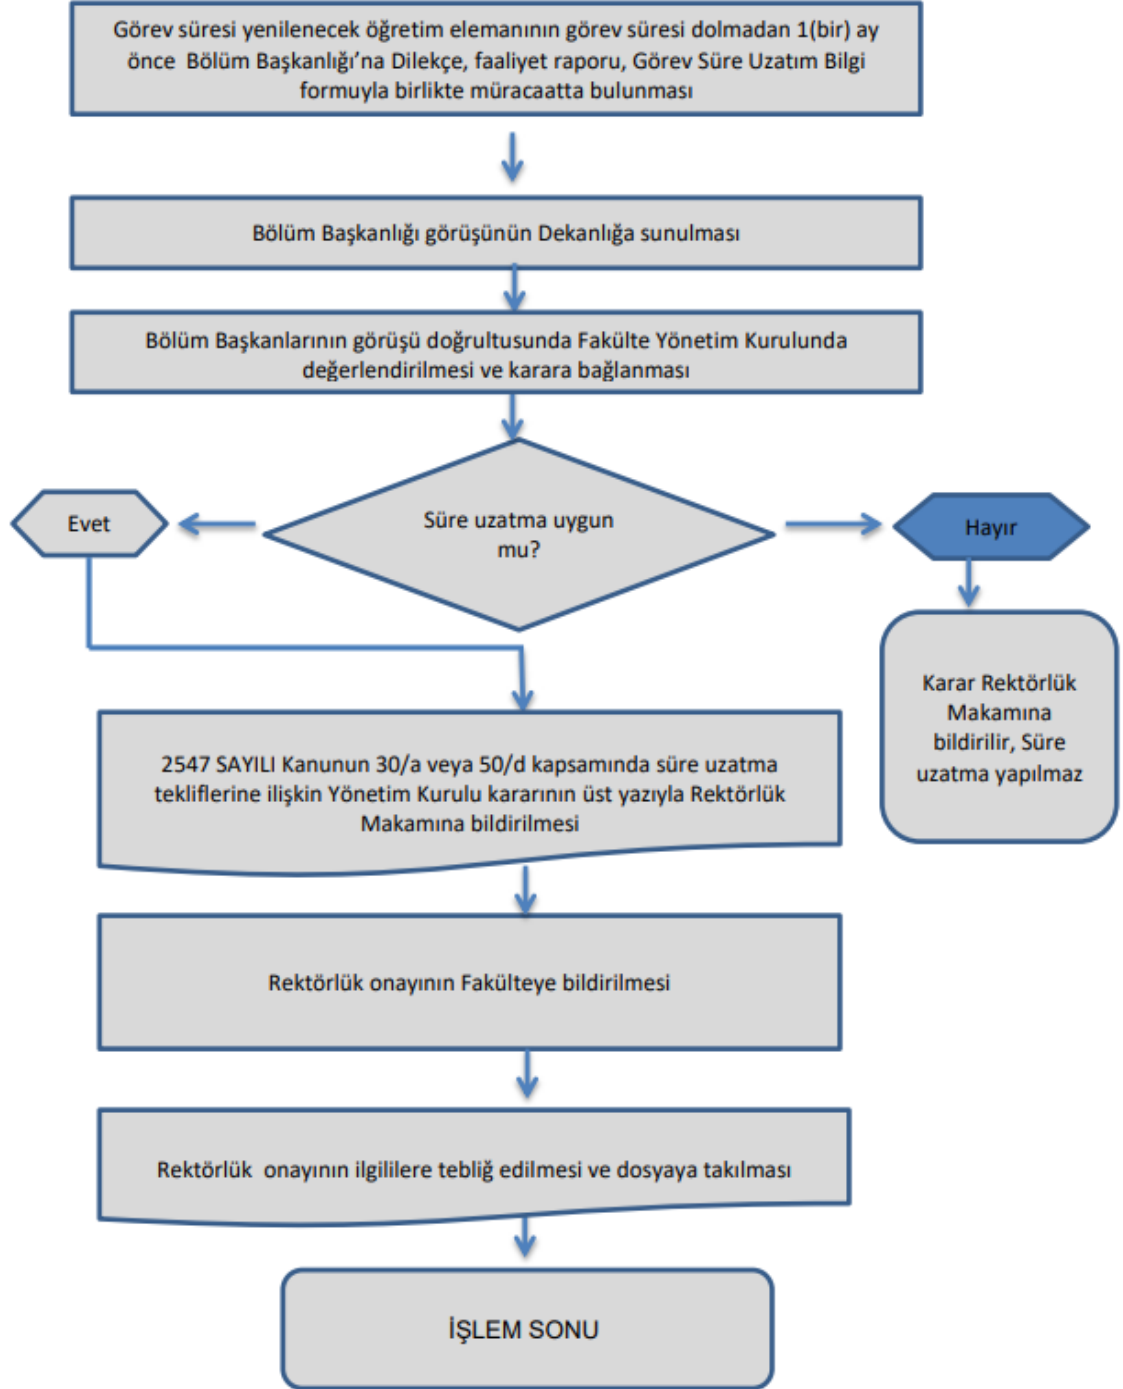 Görev süresi yenilenecek öğretim elemanının görev süresi dolmadan 1(bir) ay
önce  Bölüm Başkanlığı’na Dilekçe, faaliyet raporu, Görev Süre Uzatım Bilgi
formuyla birlikte müracaatta bulunması
Bölüm Başkanlığı görüşünün Dekanlığa sunulması
Bölüm Başkanlarının görüşü doğrultusunda Fakülte Yönetim Kurulunda
değerlendirilmesi ve karara bağlanması
Süre uzatma uygun
mu?
Evet
Hayır
Karar Rektörlük
Makamına
bildirilir, Süre
uzatma yapılmaz
2547 SAYILI Kanunun 30/a veya 50/d kapsamında süre uzatma
tekliflerine ilişkin Yönetim Kurulu kararının üst yazıyla Rektörlük
Makamına bildirilmesi
Rektörlük onayının Fakülteye bildirilmesi
Rektörlük  onayının ilgililere tebliğ edilmesi ve dosyaya takılması
İŞLEM SONU